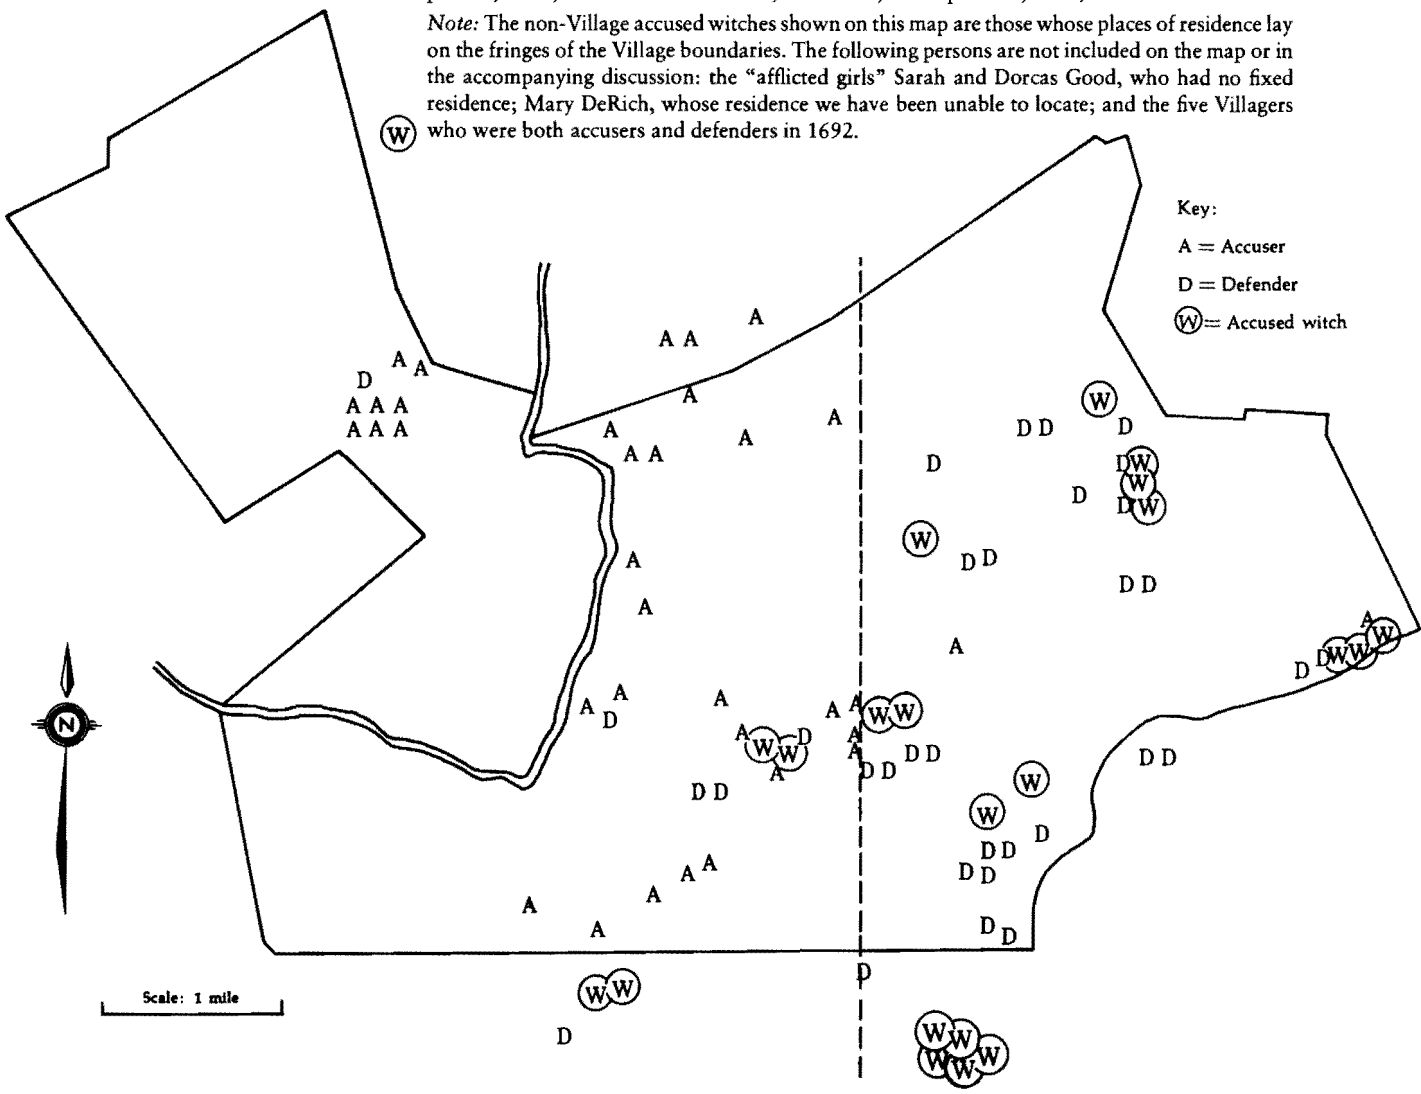 Note: The non-Village accused witches shown on this map are those whose places of residence lay
on the fringes of the Village boundaries. The following persons are not included on the map or in
the accompanying discussion: the “afflicted girls” Sarah and Dorcas Good, who had no fixed
residence; Mary DeRich, whose residence we have been unable to locate; and the five Villagers
W who were both accusers and defenders in 1692.
Key:
A = Accuser
D = Defender
W = Accused witch
A
A A
A A
D
A
A A A
W
A
A A A
A
D D
D
A A
A
D
D W
W
D
D W
W
A
D D
D D
A
A
A
W
D D W W
A
A
A
D
A
A
W W
A
W W
D
A
A
D D
D D
A
D D
D D
W
W
D
D D
D D
A
A
A
A
A
D
D
N
D
W W
Scale: 1 mile
D
W W
W W W